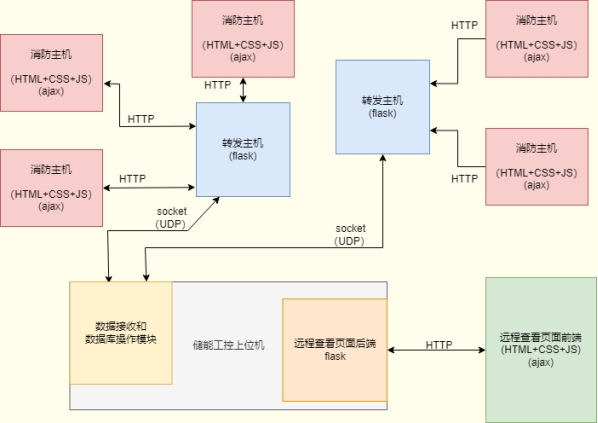 消防主机
（HTML+CSS+JS）
(ajax)
HTTP
消防主机
（HTML+CSS+JS）
(ajax)
HTTP
消防主机
（HTML+CSS+JS）
(ajax)
HTTP
转发主机
(flask)
转发主机
(flask)
HTTP
消防主机
（HTML+CSS+JS）
(ajax)
HTTP
消防主机
（HTML+CSS+JS）
(ajax)
socket
（UDP）
socket
（UDP）
数据接收和
数据库操作模块
储能工控上位机
远程查看页面后端
flask
HTTP
远程查看页面前端
(HTML+CSS+JS)
(ajax)